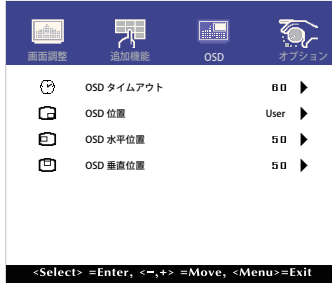 画面調整 追加機能 OSD オプション
OSD タイムアウト 60
OSD 位置 User
OSD 水平位置 50
OSD 垂直位置 50
<Select> =Enter, <−,+> =Move, <Menu>=Exit